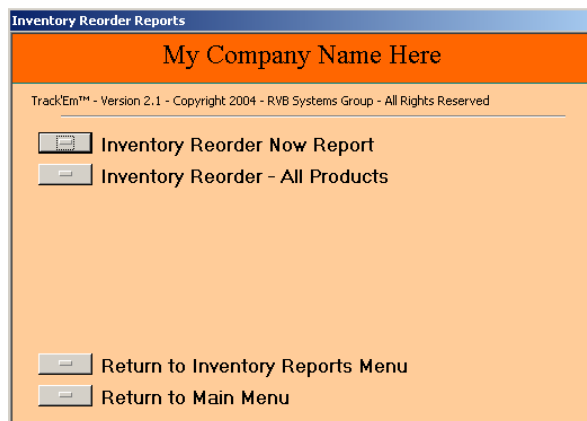 Inventory Reorder Reports
My Company Name Here
Track'Em™ - Version 2.1 - Copyright 2004 - RVB Systems Group - All Rights Reserved
Inventory Reorder Now Report
Inventory Reorder - All Products
Return to Inventory Reports Menu
Return to Main Menu